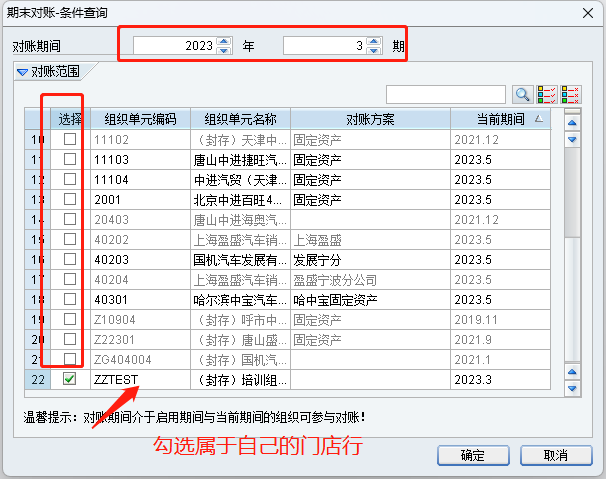 期末对账-条件查询
对账期间 2023 年 3 期
对账范围
选择 组织单元编码 组织单元名称 对账方案 当前期间
10 11102 （封存）天津中... 固定资产 2021.12
11 11103 唐山中进捷旺汽... 固定资产 2023.5
12 11104 中进汽贸（天津... 固定资产 2023.5
13 2001 北京中进百旺4... 固定资产 2023.5
14 20403 唐山中进海奥汽... 2021.12
15 40202 上海盈盛汽车销... 上海盈盛 2023.5
16 40203 国机汽车发展有... 发展宁分 2023.5
17 40204 上海盈盛汽车销... 盈盛宁波分公司 2023.5
18 40301 哈尔滨中宝汽车... 哈中宝固定资产 2023.5
19 Z10904 （封存）呼市中... 固定资产 2019.11
20 Z22301 （封存）唐山盛... 固定资产 2021.9
21 ZG404004 （封存）国机汽... 2021.1
22 ZZTEST （封存）培训组... 2023.3
温馨提示：对账期间介于启用期间与当前期间的组织可参与对账！
勾选属于自己的门店行
确定 取消